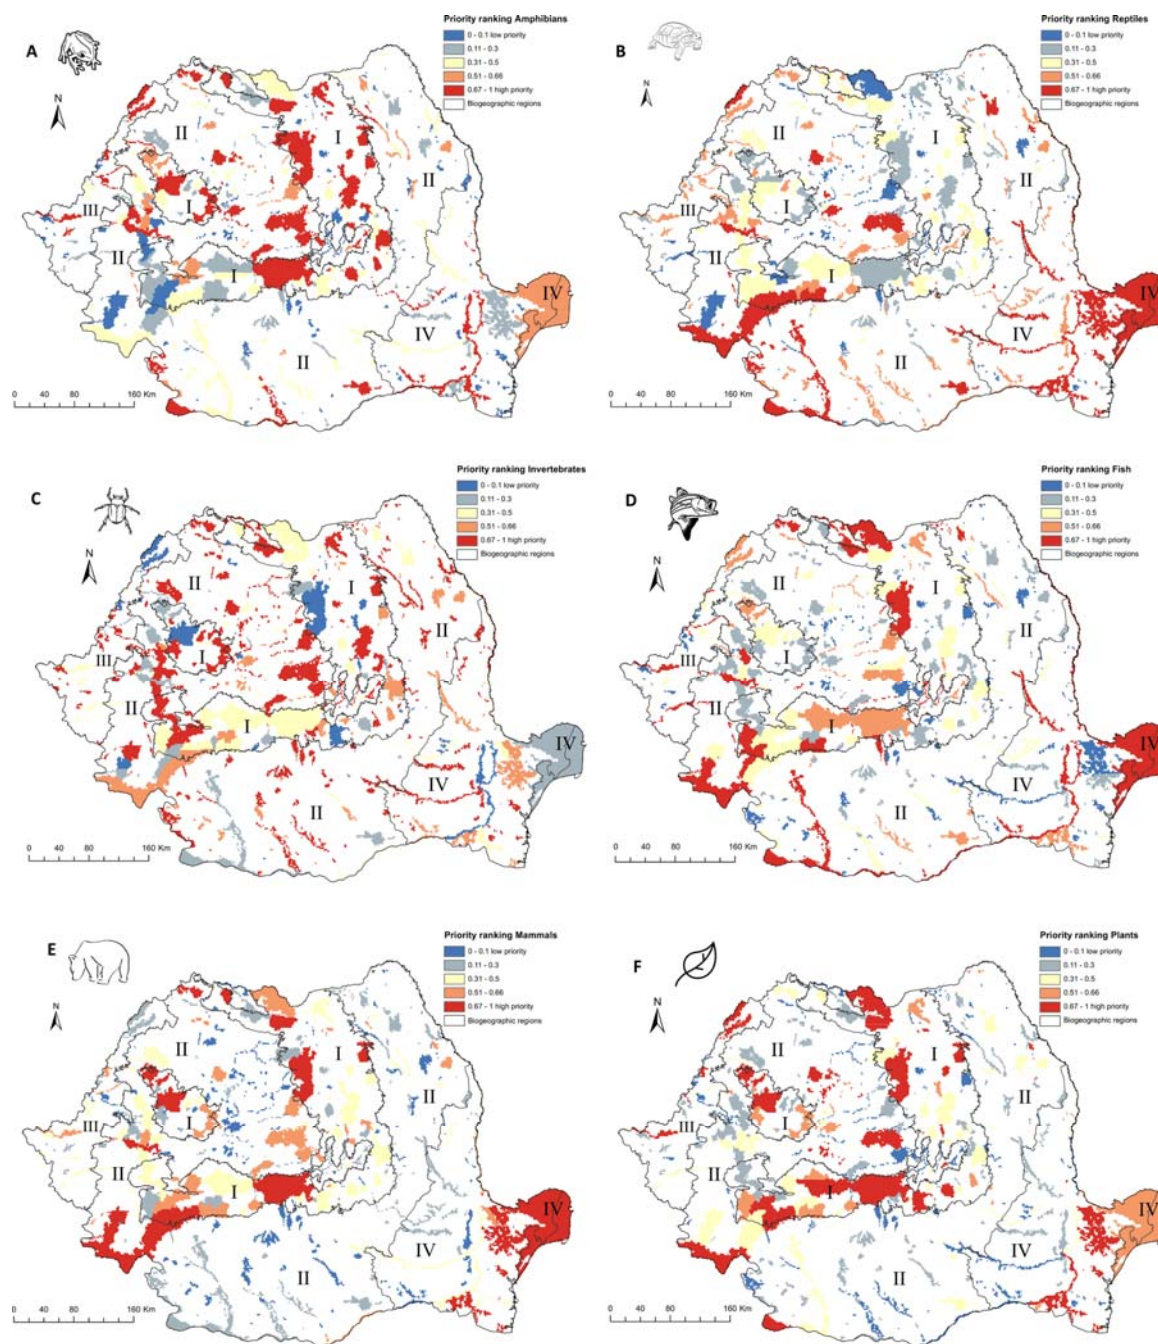 A
Priority ranking Amphibians
0 - 0.1 low priority
0.11 - 0.3
0.31 - 0.5
0.51 - 0.66
0.67 - 1 high priority
Biogeographic regions
N
II
I
II
III
I
II
I
IV
IV
II
0 40 80 160 Km
B
Priority ranking Reptiles
0 - 0.1 low priority
0.11 - 0.3
0.31 - 0.5
0.51 - 0.66
0.67 - 1 high priority
Biogeographic regions
N
II
I
II
III
I
II
I
IV
IV
II
0 40 80 160 Km
C
Priority ranking Invertebrates
0 - 0.1 low priority
0.11 - 0.3
0.31 - 0.5
0.51 - 0.66
0.67 - 1 high priority
Biogeographic regions
N
II
I
II
III
I
II
I
IV
IV
II
0 40 80 160 Km
D
Priority ranking Fish
0 - 0.1 low priority
0.11 - 0.3
0.31 - 0.5
0.51 - 0.66
0.67 - 1 high priority
Biogeographic regions
N
II
I
II
III
I
II
I
IV
IV
II
0 40 80 160 Km
E
Priority ranking Mammals
0 - 0.1 low priority
0.11 - 0.3
0.31 - 0.5
0.51 - 0.66
0.67 - 1 high priority
Biogeographic regions
N
II
I
II
III
I
II
I
IV
IV
II
0 40 80 160 Km
F
Priority ranking Plants
0 - 0.1 low priority
0.11 - 0.3
0.31 - 0.5
0.51 - 0.66
0.67 - 1 high priority
Biogeographic regions
N
II
I
II
III
I
II
I
IV
IV
II
0 40 80 160 Km